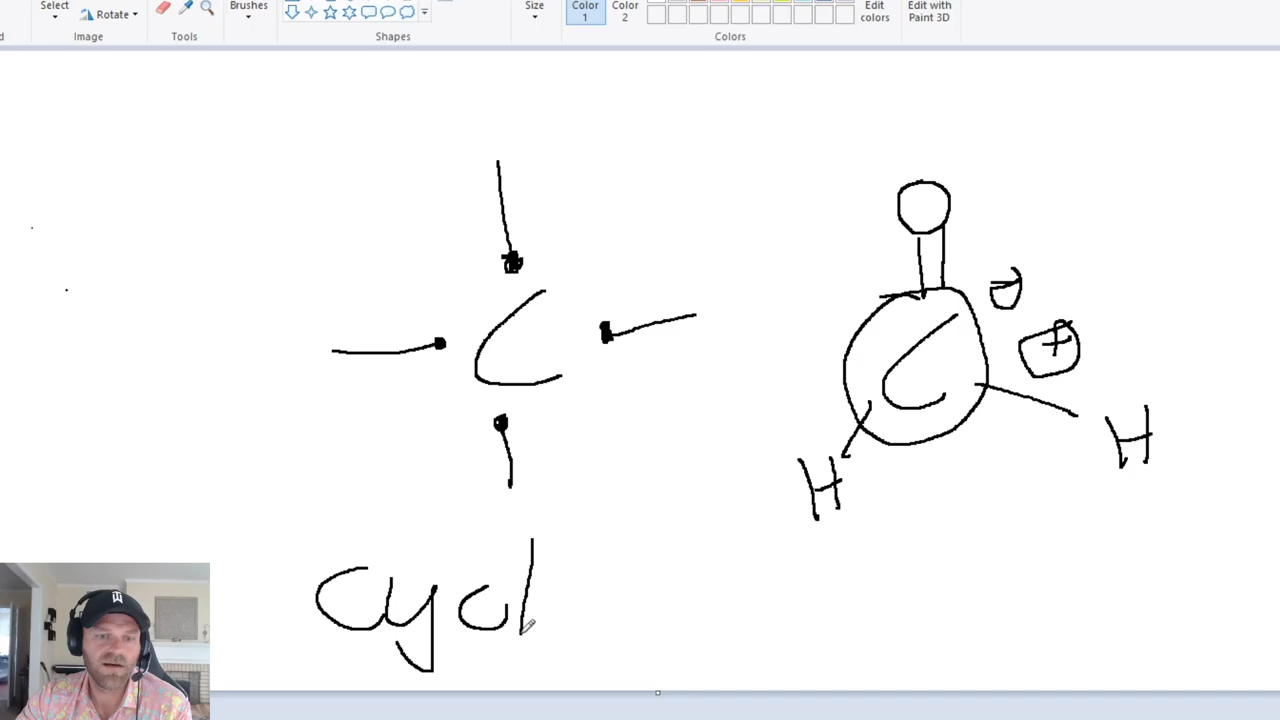 Select
Rotate
Brushes
Size
Color
1
Color
2
Edit
colors
Edit with
Paint 3D
Image
Tools
Shapes
Colors
C
C
H
H
cycl